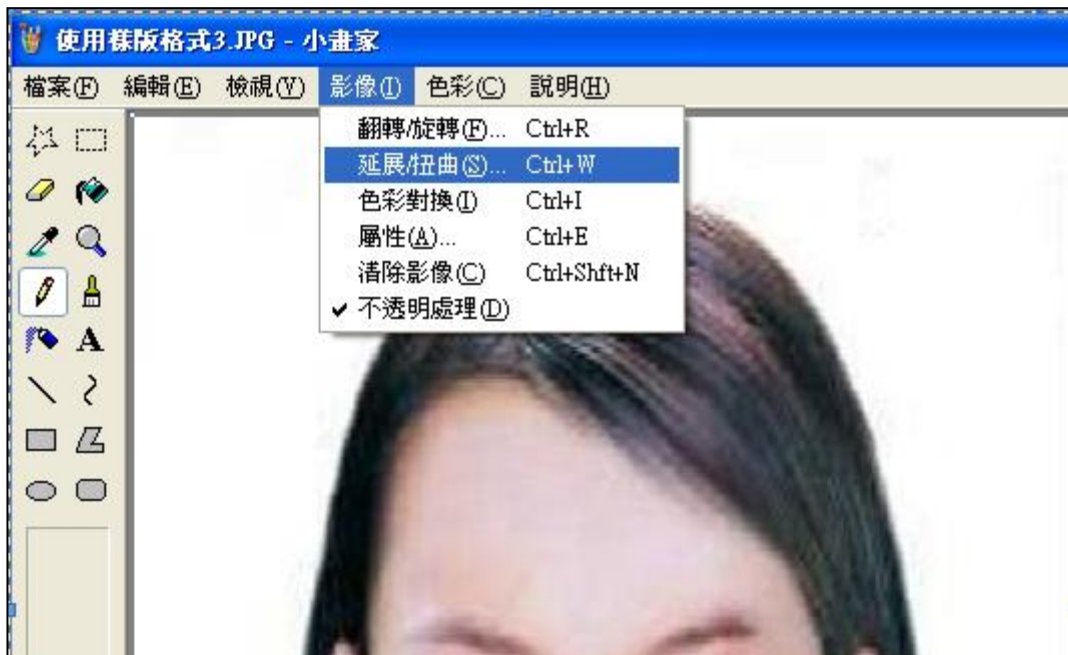 使用樣版格式3.JPG - 小畫家
檔案(F) 編輯(E) 檢視(V) 影像(I) 色彩(C) 說明(H)
翻轉/旋轉(F)... Ctrl+R
延展/扭曲(S)... Ctrl+W
色彩對換(I) Ctrl+I
屬性(A)... Ctrl+E
清除影像(C) Ctrl+Shft+N
不透明處理(D)
A